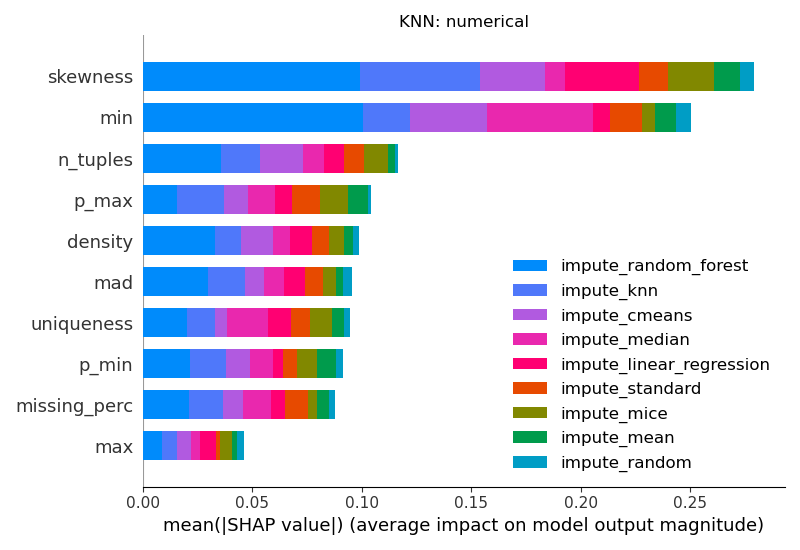 KNN: numerical
skewness
min
n_tuples
p_max
density
mad
uniqueness
p_min
missing_perc
max
impute_random_forest
impute_knn
impute_cmeans
impute_median
impute_linear_regression
impute_standard
impute_mice
impute_mean
impute_random
0.00 0.05 0.10 0.15 0.20 0.25
mean(|SHAP value|) (average impact on model output magnitude)